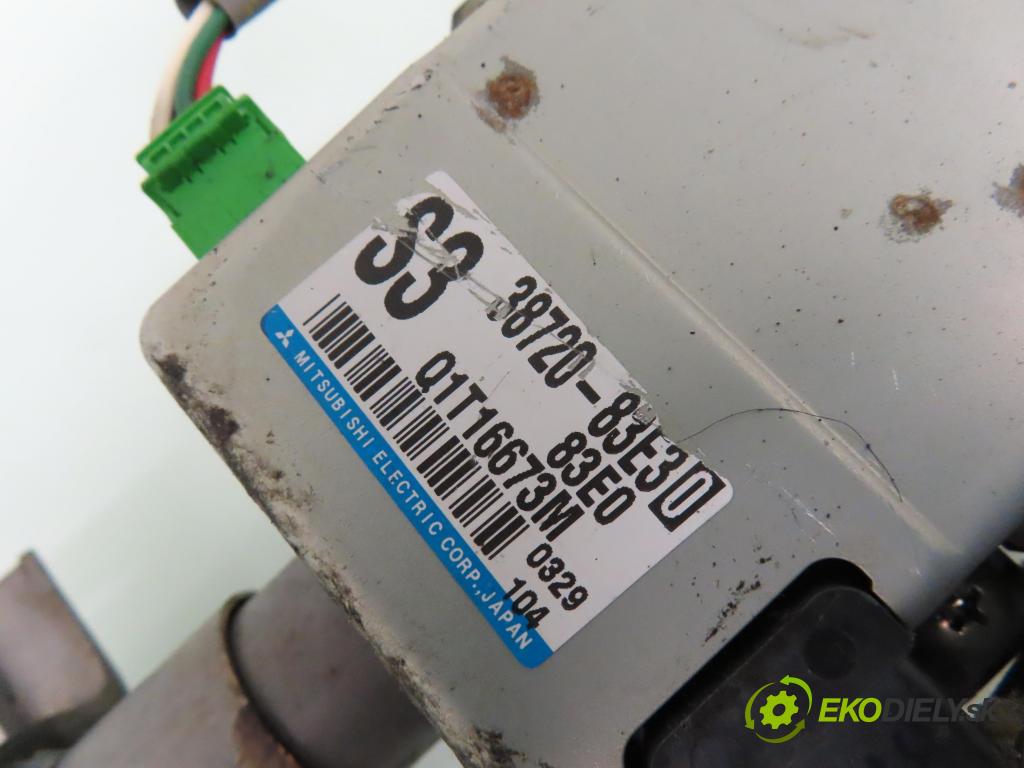 S3
38720-83E30
83E0
Q1T16673M
0329
104
MITSUBISHI ELECTRIC CORP., JAPAN
EKODIELY.sk